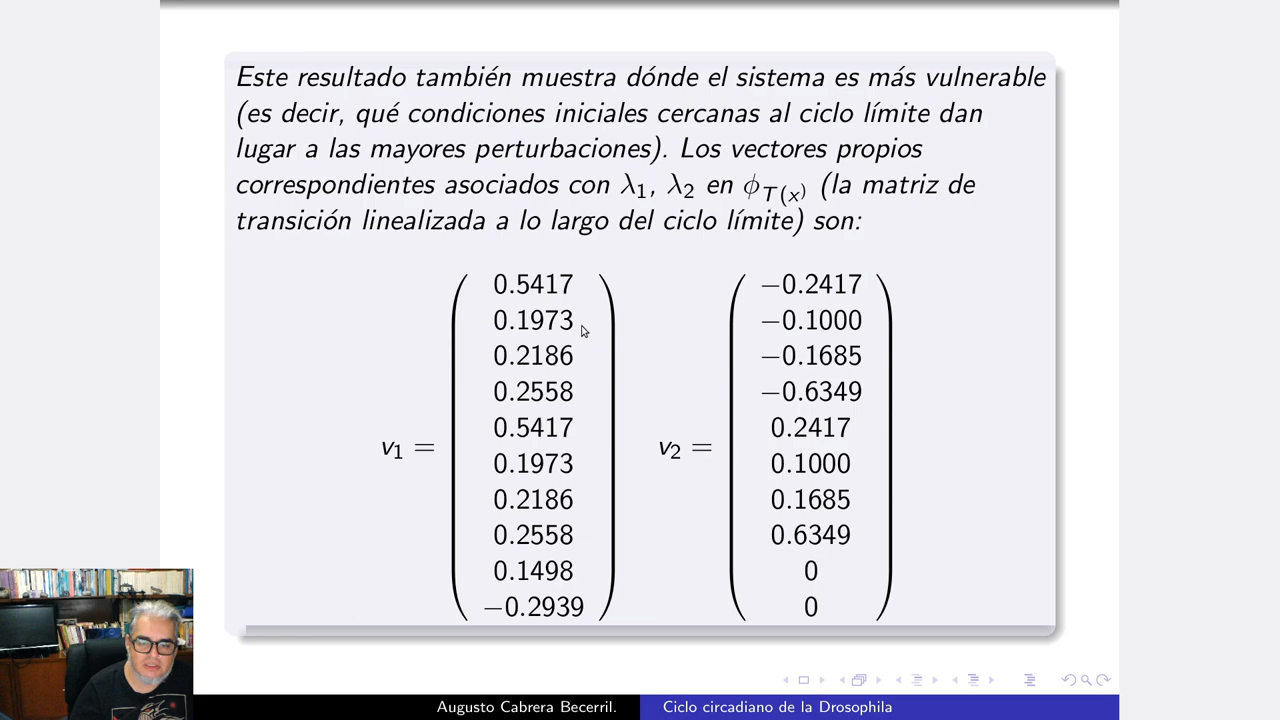 Este resultado también muestra dónde el sistema es más vulnerable
(es decir, qué condiciones iniciales cercanas al ciclo límite dan
lugar a las mayores perturbaciones). Los vectores propios
correspondientes asociados con λ₁, λ₂ en ϕ_T(x) (la matriz de
transición linealizada a lo largo del ciclo límite) son:
v₁ =
0.5417
0.1973
0.2186
0.2558
0.5417
0.1973
0.2186
0.2558
0.1498
−0.2939
v₂ =
−0.2417
−0.1000
−0.1685
−0.6349
0.2417
0.1000
0.1685
0.6349
0
0
Augusto Cabrera Becerril.
Ciclo circadiano de la Drosophila